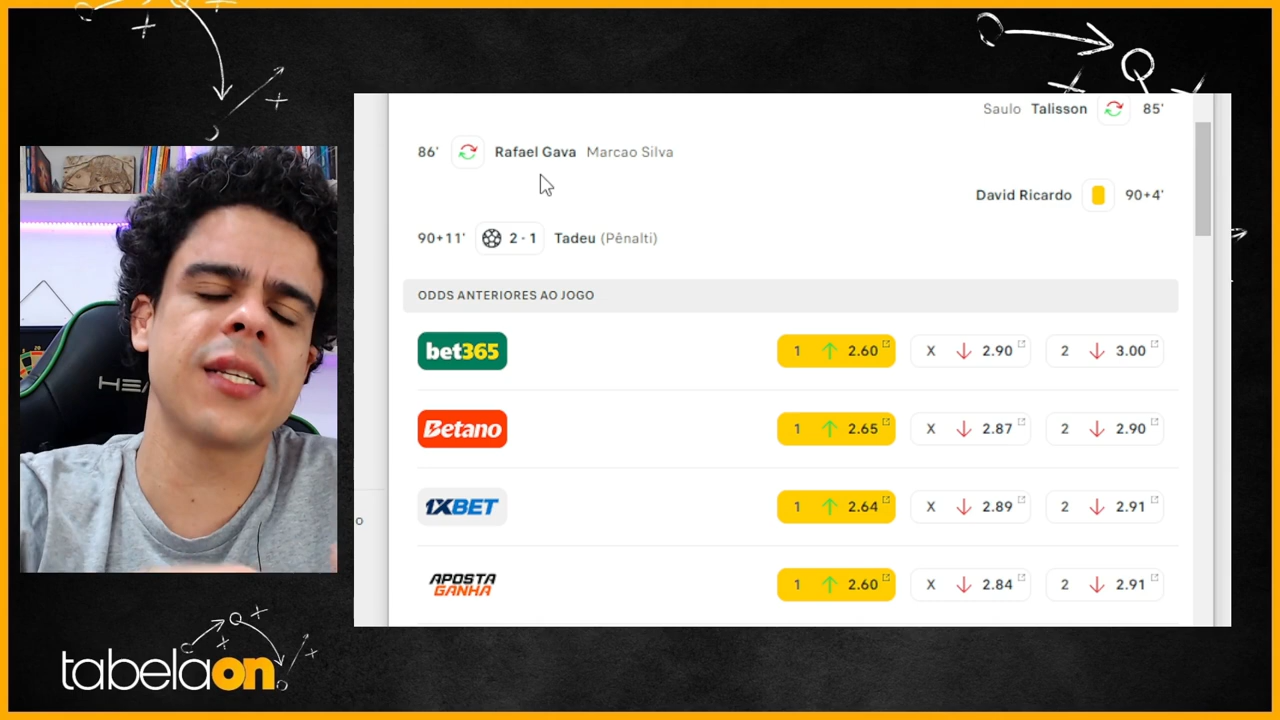 Saulo Talisson 85'
86' Rafael Gava Marcao Silva
David Ricardo 90+4'
90+11' 2 - 1 Tadeu (Pênalti)
ODDS ANTERIORES AO JOGO
bet365 1 2.60 X 2.90 2 3.00
Betano 1 2.65 X 2.87 2 2.90
1XBET 1 2.64 X 2.89 2 2.91
o
APOSTA
GANHA 1 2.60 X 2.84 2 2.91
tabelaon